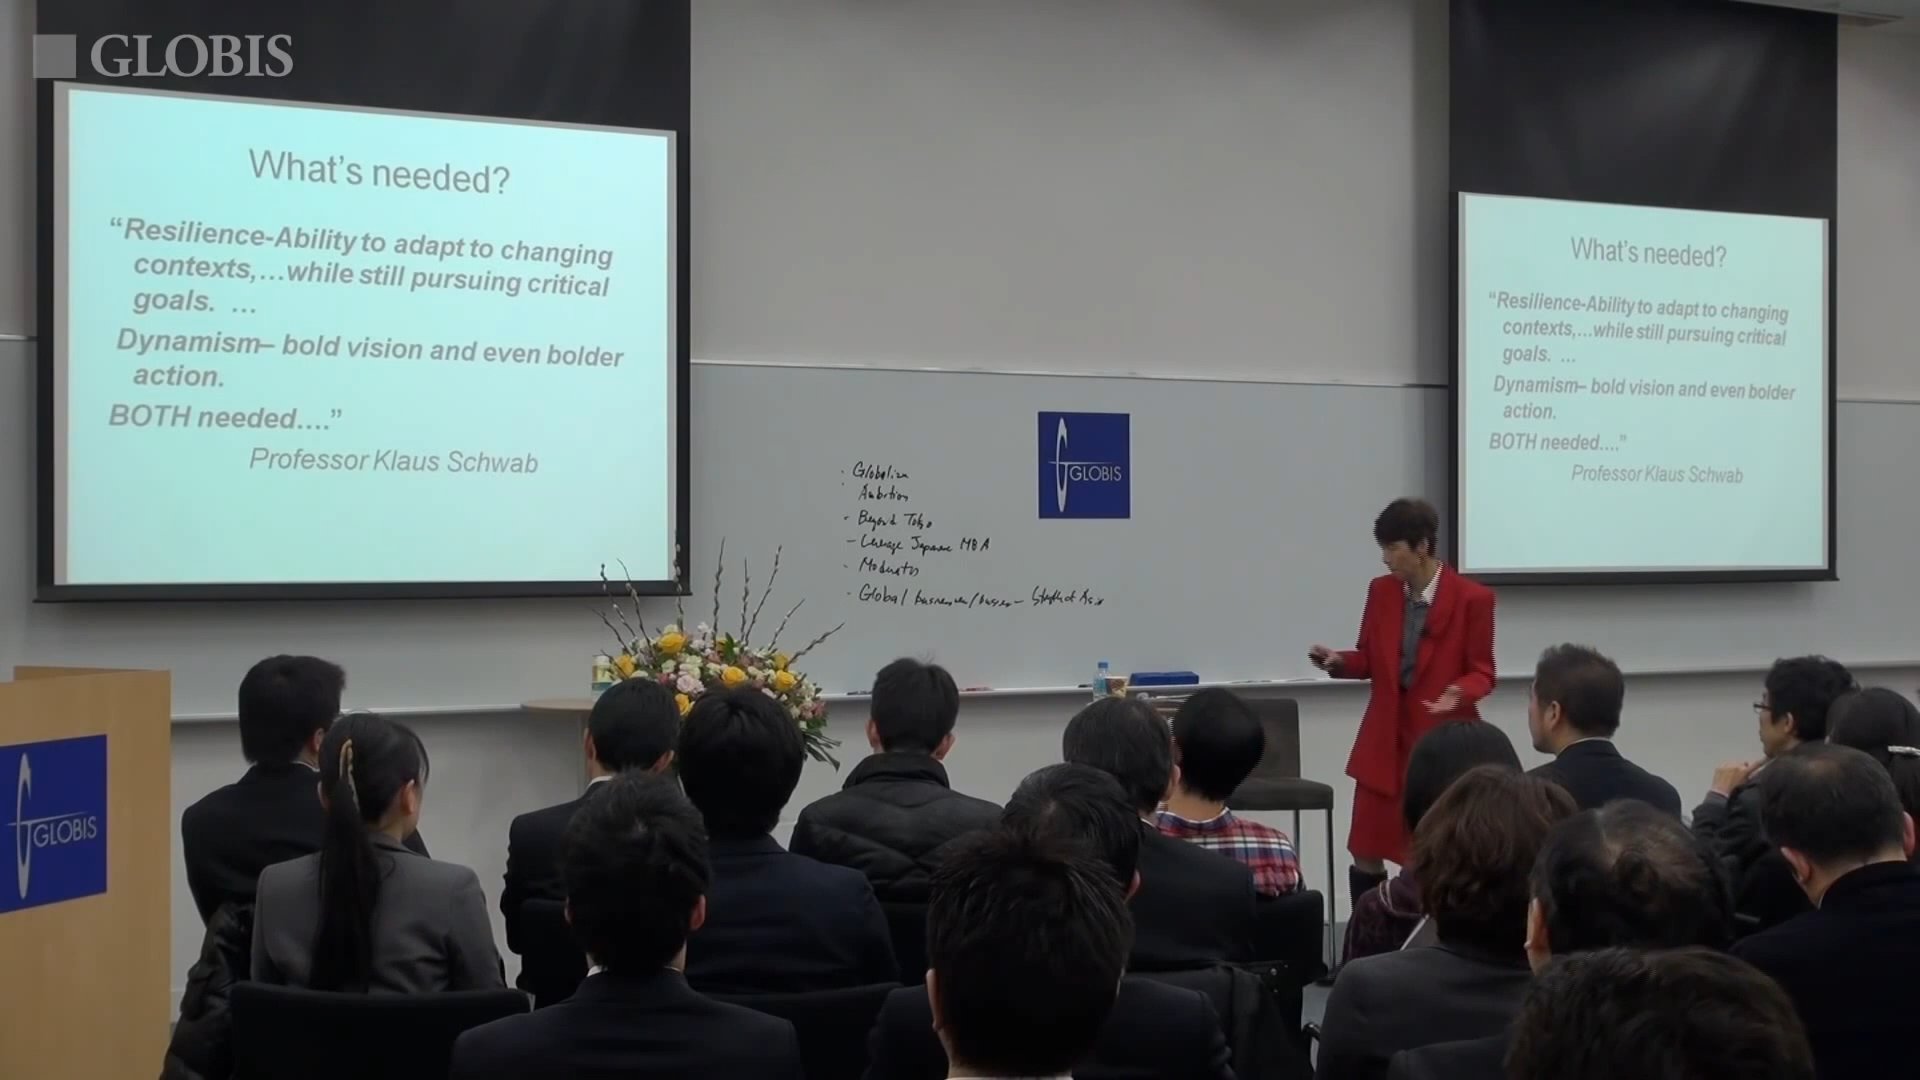 GLOBIS
What's needed?
“Resilience-Ability to adapt to changing
contexts,…while still pursuing critical
goals. …
Dynamism– bold vision and even bolder
action.
BOTH needed….”
Professor Klaus Schwab
What's needed?
“Resilience-Ability to adapt to changing
contexts,…while still pursuing critical
goals. …
Dynamism– bold vision and even bolder
action.
BOTH needed….”
Professor Klaus Schwab
GLOBIS
· Globalism
· Ambition
- Beyond Tokyo
- Leverage Japanese MBA
- Moderator
- Global
GLOBIS